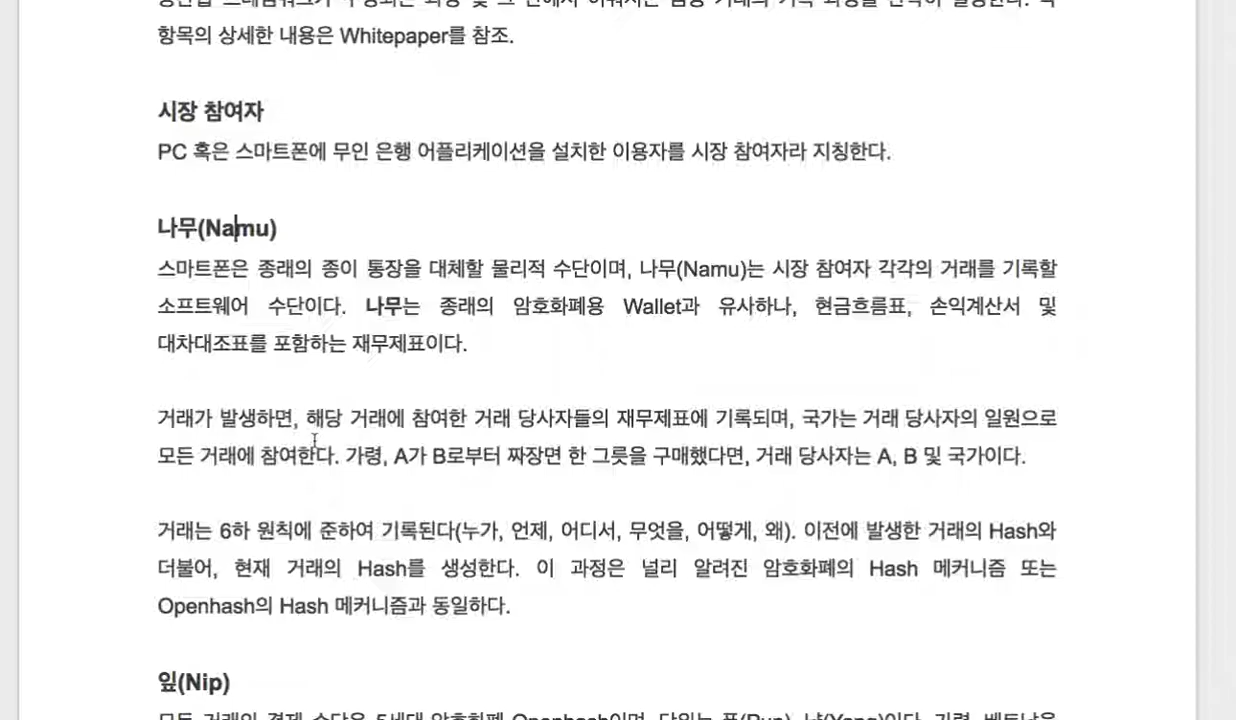 항목의 상세한 내용은 Whitepaper를 참조.
시장 참여자
PC 혹은 스마트폰에 무인 은행 어플리케이션을 설치한 이용자를 시장 참여자라 지칭한다.
나무(Namu)
스마트폰은 종래의 종이 통장을 대체할 물리적 수단이며, 나무(Namu)는 시장 참여자 각각의 거래를 기록할
소프트웨어 수단이다. 나무는 종래의 암호화폐용 Wallet과 유사하나, 현금흐름표, 손익계산서 및
대차대조표를 포함하는 재무제표이다.
거래가 발생하면, 해당 거래에 참여한 거래 당사자들의 재무제표에 기록되며, 국가는 거래 당사자의 일원으로
모든 거래에 참여한다. 가령, A가 B로부터 짜장면 한 그릇을 구매했다면, 거래 당사자는 A, B 및 국가이다.
거래는 6하 원칙에 준하여 기록된다(누가, 언제, 어디서, 무엇을, 어떻게, 왜). 이전에 발생한 거래의 Hash와
더불어, 현재 거래의 Hash를 생성한다. 이 과정은 널리 알려진 암호화폐의 Hash 메커니즘 또는
Openhash의 Hash 메커니즘과 동일하다.
잎(Nip)